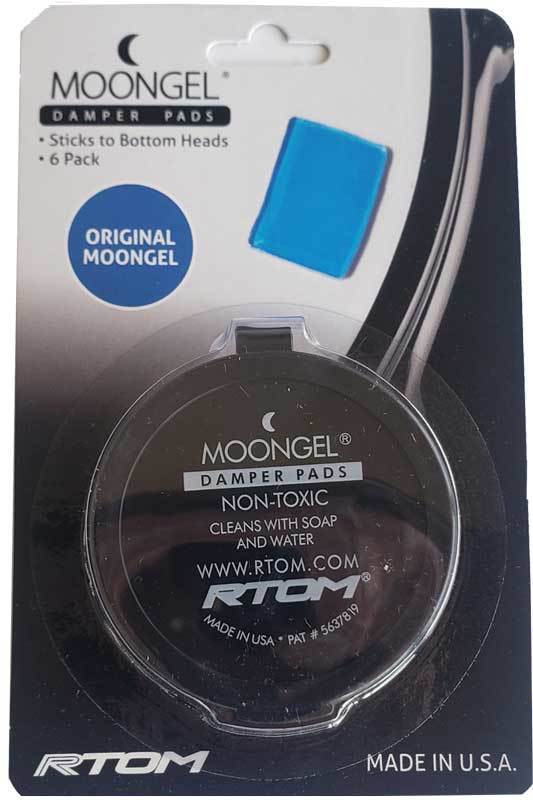 MOONGEL®
DAMPER PADS
• Sticks to Bottom Heads
• 6 Pack
ORIGINAL
MOONGEL
MOONGEL®
DAMPER PADS
NON-TOXIC
CLEANS WITH SOAP
AND WATER
WWW.RTOM.COM
RTOM®
MADE IN USA • PAT # 5637819
RTOM
MADE IN U.S.A.